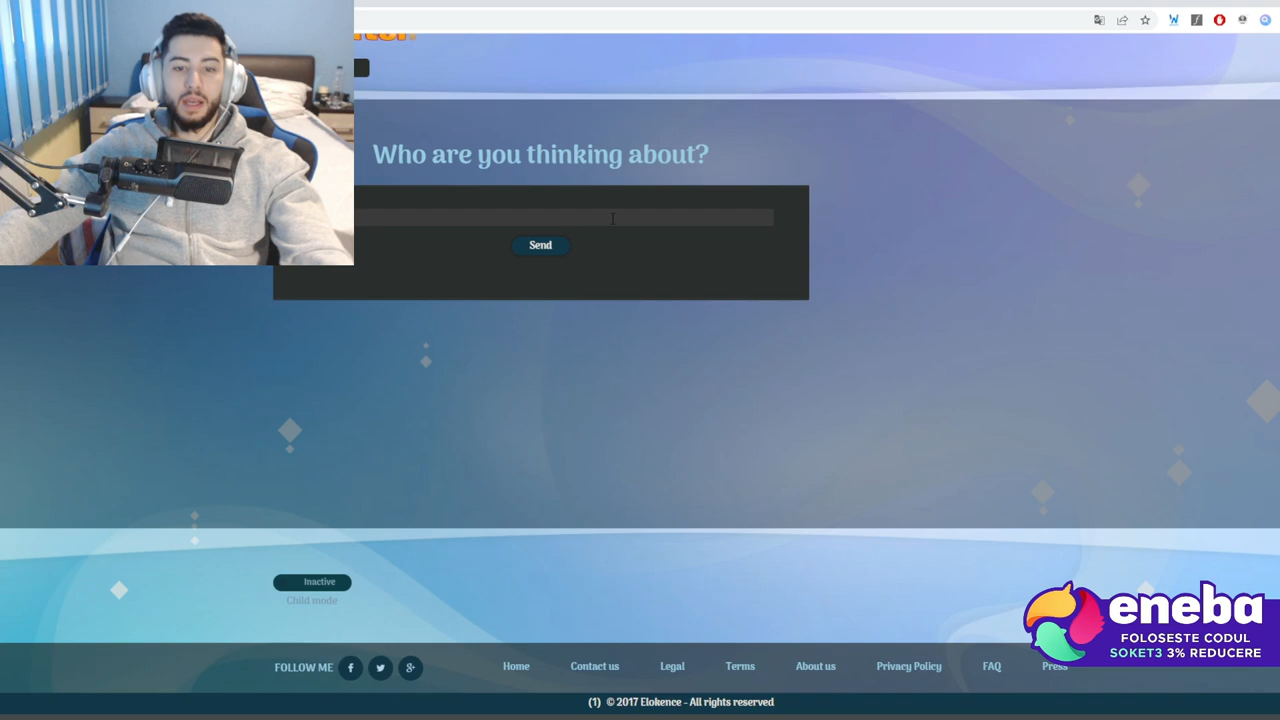 Who are you thinking about?
Send
Inactive
Child mode
eneba
FOLOSESTE CODUL
SOKET3 3% REDUCERE
FOLLOW ME
Home
Contact us
Legal
Terms
About us
Privacy Policy
FAQ
Press
(1) © 2017 Elokence - All rights reserved